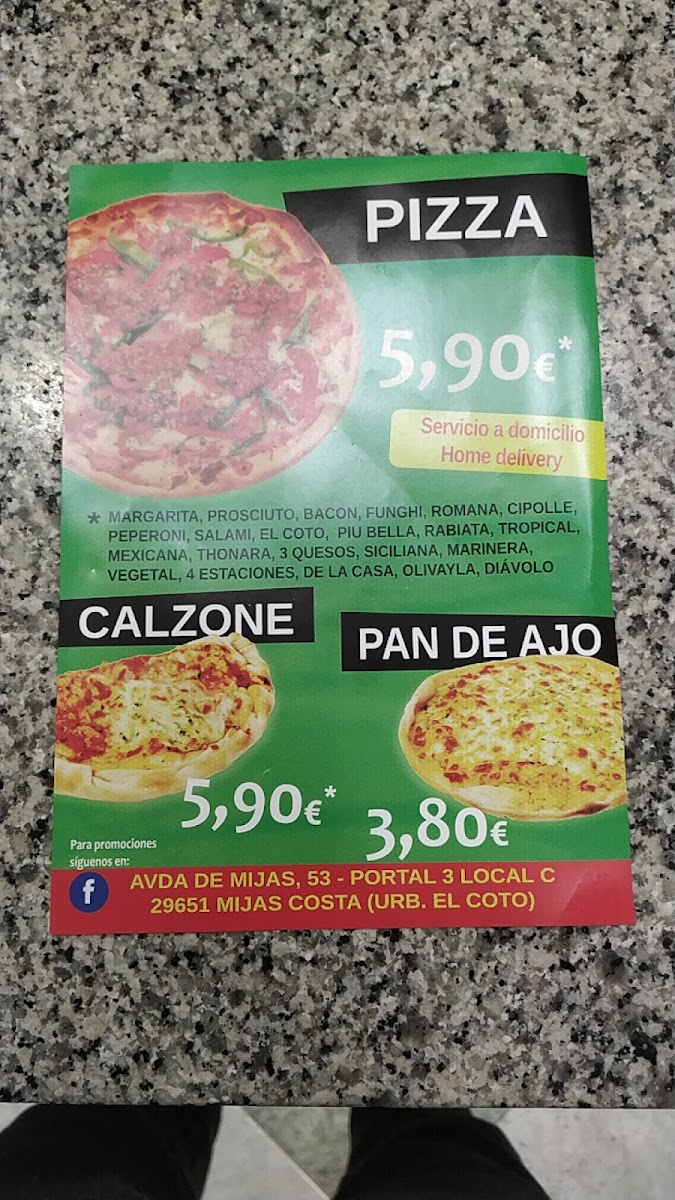 PIZZA
5,90€*
Servicio a domicilio
Home delivery
* MARGARITA, PROSCIUTO, BACON, FUNGHI, ROMANA, CIPOLLE,
PEPERONI, SALAMI, EL COTO, PIU BELLA, RABIATA, TROPICAL,
MEXICANA, THONARA, 3 QUESOS, SICILIANA, MARINERA,
VEGETAL, 4 ESTACIONES, DE LA CASA, OLIVAYLA, DIÁVOLO
CALZONE
5,90€*
PAN DE AJO
3,80€
Para promociones
síguenos en:
f
AVDA DE MIJAS, 53 - PORTAL 3 LOCAL C
29651 MIJAS COSTA (URB. EL COTO)